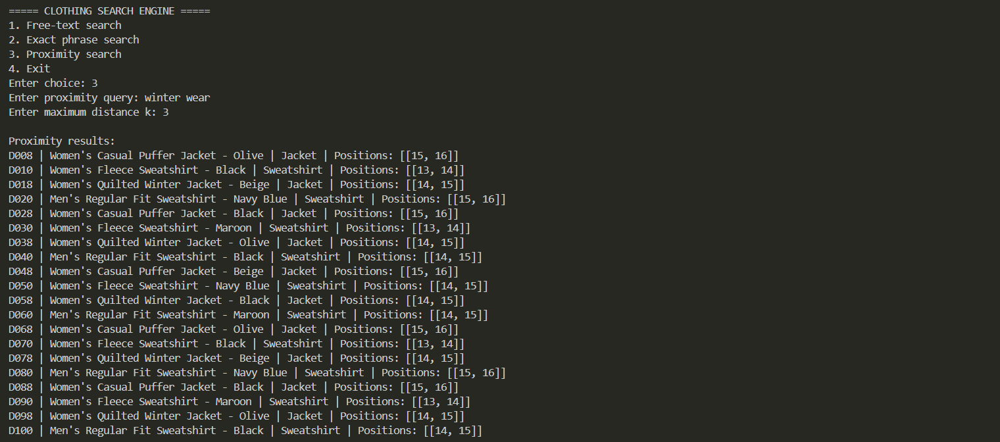 ===== CLOTHING SEARCH ENGINE =====
1. Free-text search
2. Exact phrase search
3. Proximity search
4. Exit
Enter choice: 3
Enter proximity query: winter wear
Enter maximum distance k: 3
Proximity results:
D008 | Women's Casual Puffer Jacket - Olive | Jacket | Positions: [[15, 16]]
D010 | Women's Fleece Sweatshirt - Black | Sweatshirt | Positions: [[13, 14]]
D018 | Women's Quilted Winter Jacket - Beige | Jacket | Positions: [[14, 15]]
D020 | Men's Regular Fit Sweatshirt - Navy Blue | Sweatshirt | Positions: [[15, 16]]
D028 | Women's Casual Puffer Jacket - Black | Jacket | Positions: [[15, 16]]
D030 | Women's Fleece Sweatshirt - Maroon | Sweatshirt | Positions: [[13, 14]]
D038 | Women's Quilted Winter Jacket - Olive | Jacket | Positions: [[14, 15]]
D040 | Men's Regular Fit Sweatshirt - Black | Sweatshirt | Positions: [[14, 15]]
D048 | Women's Casual Puffer Jacket - Beige | Jacket | Positions: [[15, 16]]
D050 | Women's Fleece Sweatshirt - Navy Blue | Sweatshirt | Positions: [[14, 15]]
D058 | Women's Quilted Winter Jacket - Black | Jacket | Positions: [[14, 15]]
D060 | Men's Regular Fit Sweatshirt - Maroon | Sweatshirt | Positions: [[14, 15]]
D068 | Women's Casual Puffer Jacket - Olive | Jacket | Positions: [[15, 16]]
D070 | Women's Fleece Sweatshirt - Black | Sweatshirt | Positions: [[13, 14]]
D078 | Women's Quilted Winter Jacket - Beige | Jacket | Positions: [[14, 15]]
D080 | Men's Regular Fit Sweatshirt - Navy Blue | Sweatshirt | Positions: [[15, 16]]
D088 | Women's Casual Puffer Jacket - Black | Jacket | Positions: [[15, 16]]
D090 | Women's Fleece Sweatshirt - Maroon | Sweatshirt | Positions: [[13, 14]]
D098 | Women's Quilted Winter Jacket - Olive | Jacket | Positions: [[14, 15]]
D100 | Men's Regular Fit Sweatshirt - Black | Sweatshirt | Positions: [[14, 15]]